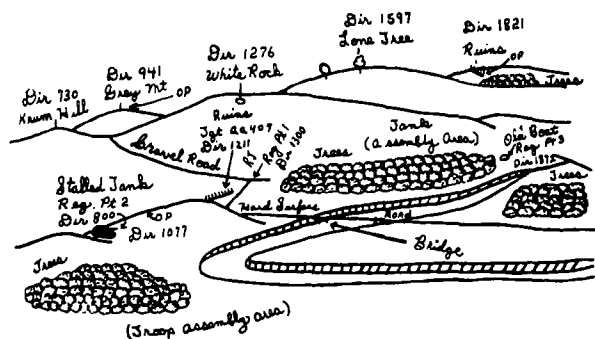 Dir 1597
Lone Tree
Dir 1821
Ruins
OP
Trees
Dir 1276
White Rock
Dir 941
Grey Mt
OP
Dir 730
Krum Hill
Ruins
Tgt AA407
Dir 1211
RJ
Reg. Pt. 1
Dir 1300
Gravel Road
Tank
(Assembly Area)
Trees
Old Boat
Reg Pt 3
Dir 1875
Trees
Stalled Tank
Reg. Pt 2
Dir 800
OP
Dir 1077
Hard Surface
Road
Bridge
Trees
(Troop Assembly Area)